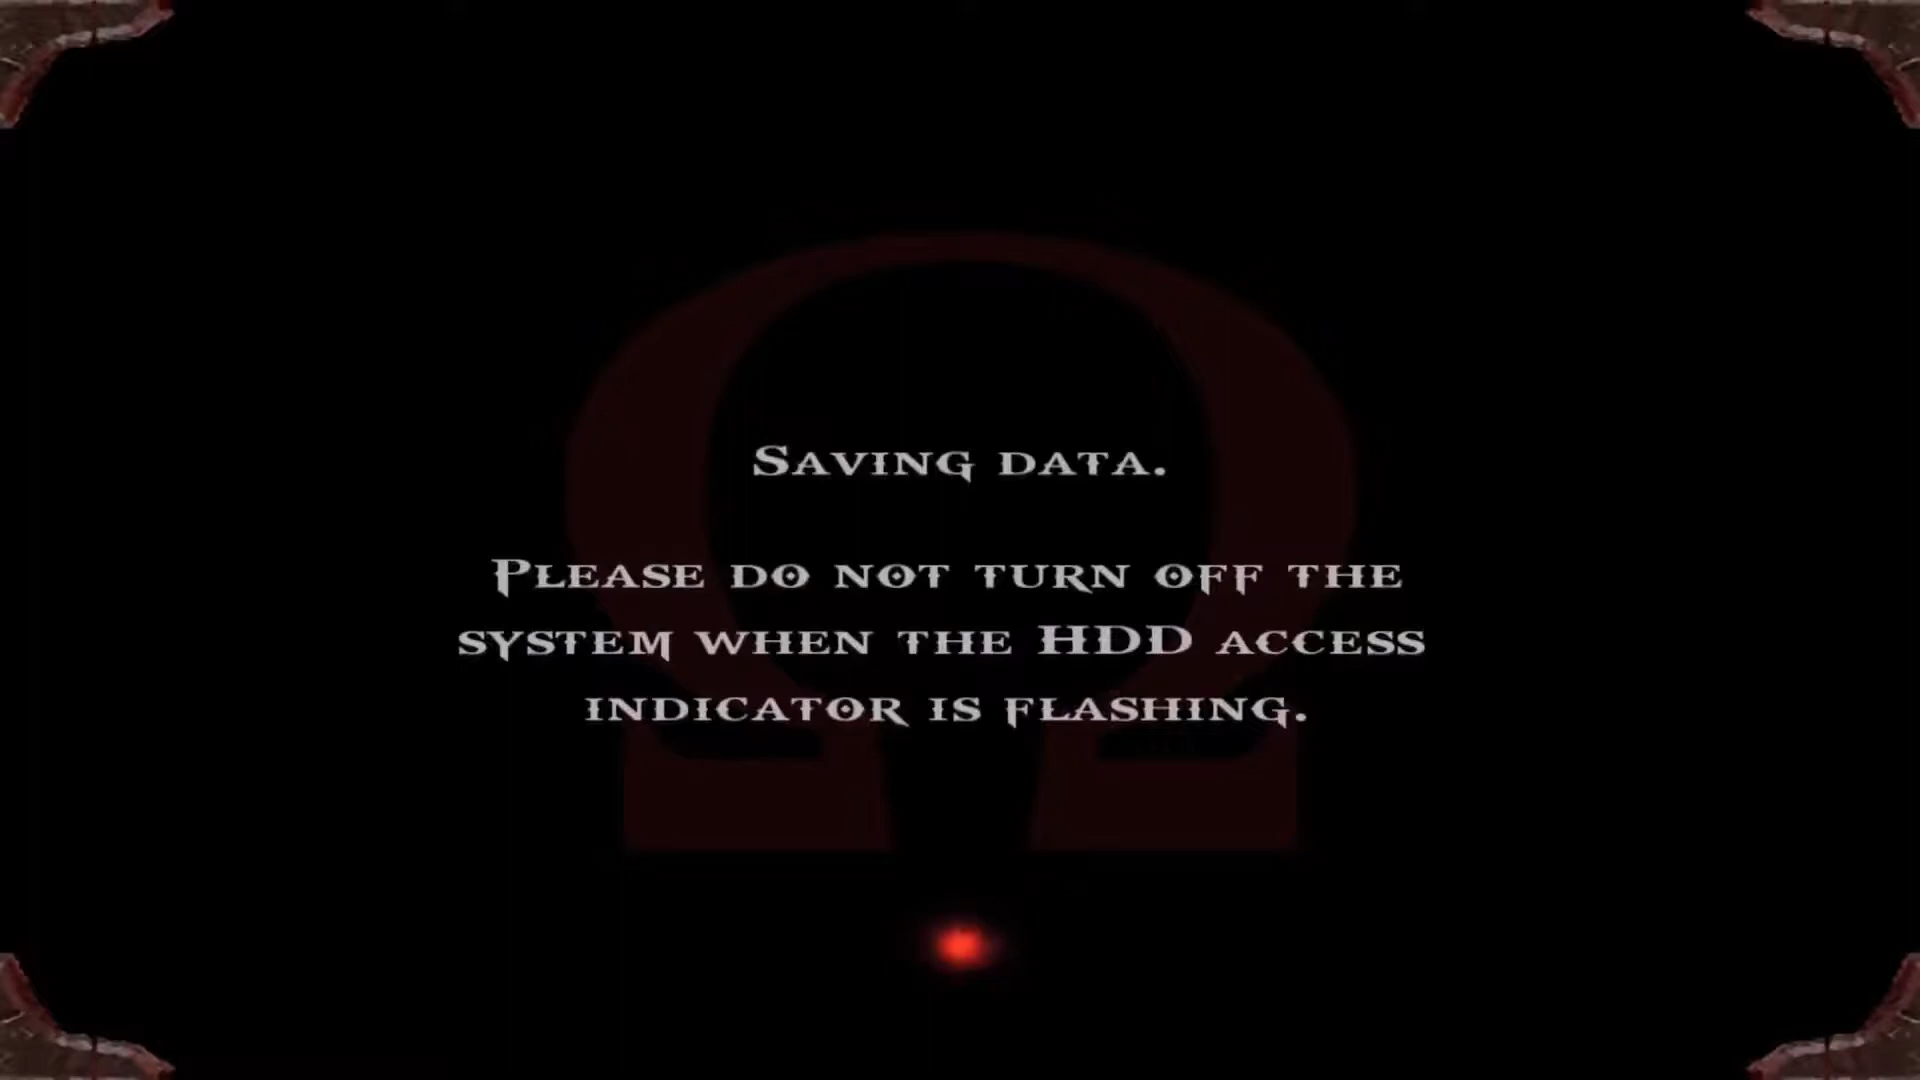 Saving data.
Please do not turn off the
system when the HDD access
indicator is flashing.